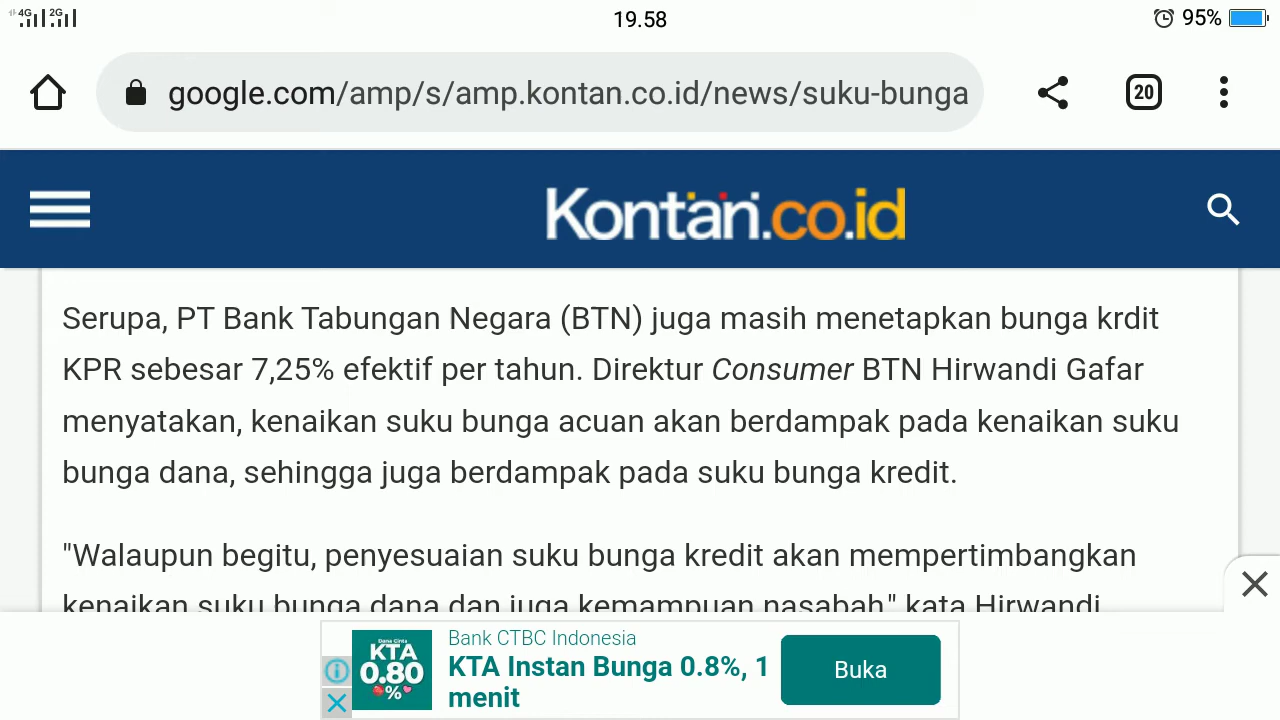 4G 2G 19.58 95%
google.com/amp/s/amp.kontan.co.id/news/suku-bunga 20
Kontan.co.id
Serupa, PT Bank Tabungan Negara (BTN) juga masih menetapkan bunga krdit
KPR sebesar 7,25% efektif per tahun. Direktur Consumer BTN Hirwandi Gafar
menyatakan, kenaikan suku bunga acuan akan berdampak pada kenaikan suku
bunga dana, sehingga juga berdampak pada suku bunga kredit.
"Walaupun begitu, penyesuaian suku bunga kredit akan mempertimbangkan
kenaikan suku bunga dana dan juga kemampuan nasabah," kata Hirwandi.
Dana Cinta
KTA
0.80
%
Bank CTBC Indonesia
KTA Instan Bunga 0.8%, 1
menit
Buka